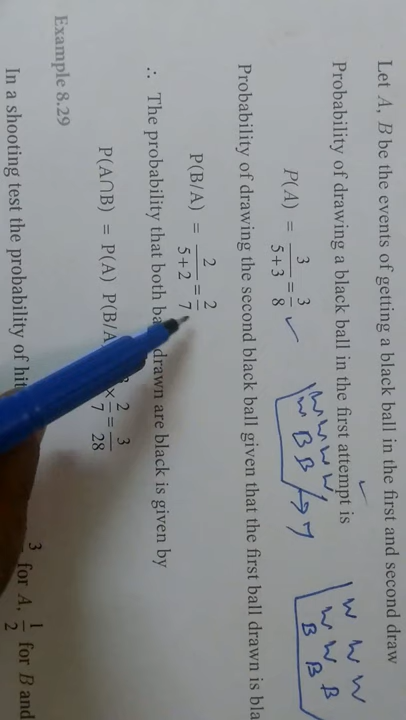 Let A, B be the events of getting a black ball in the first and second draw
Probability of drawing a black ball in the first attempt is
P(A) = 3/(5+3) = 3/8
Probability of drawing the second black ball given that the first ball drawn is
P(B/A) = 2/(5+2) = 2/7
∴ The probability that both drawn are black is given by
P(A∩B) = P(A) P(B/A × 2/7 = 3/28
Example 8.29
In a shooting test the probability of
3 for A, 1/2 for B and
W W W W
W B B → 7
W W W
W W B
B B